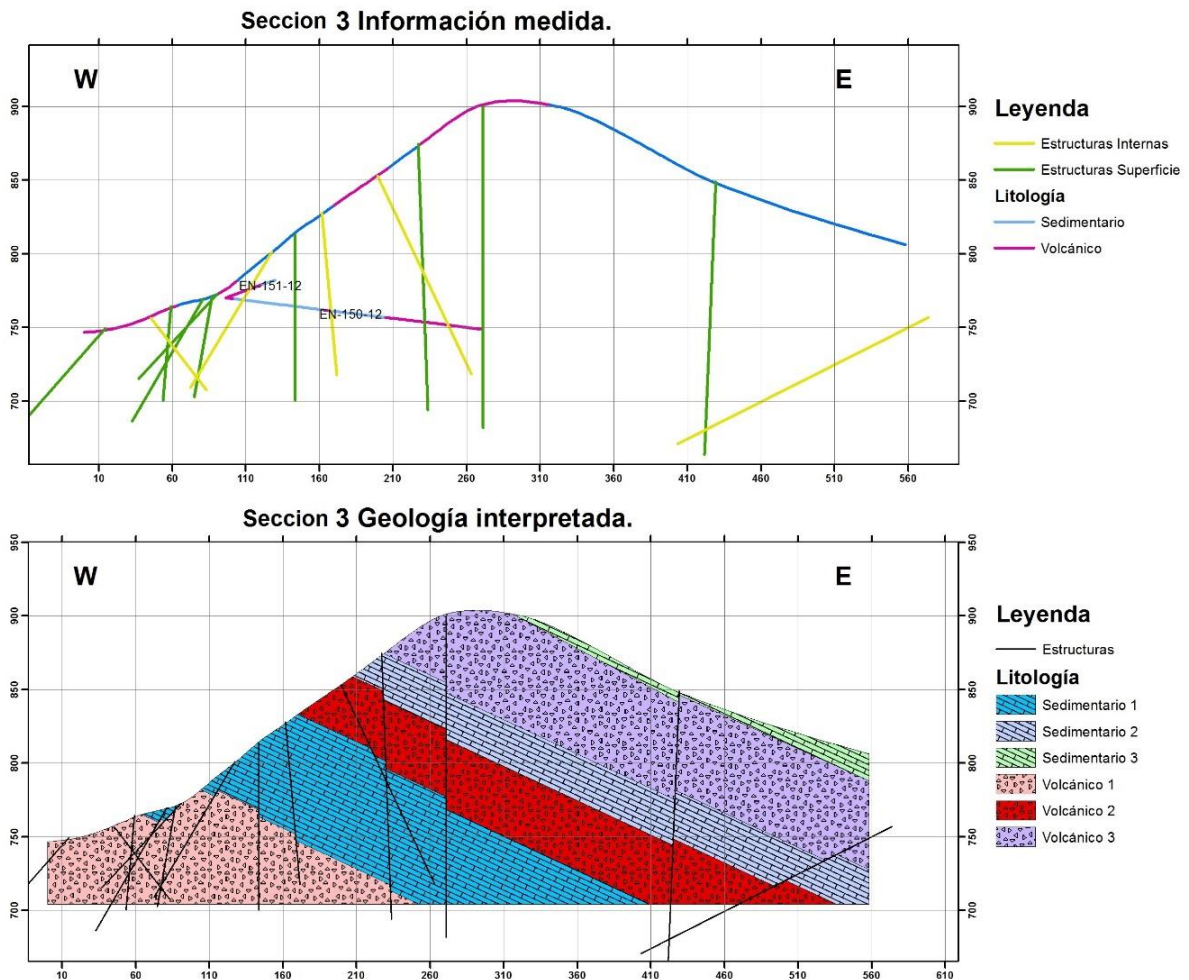 Seccion 3 Información medida.
W
E
900
850
800
750
700
900
850
800
750
700
EN-151-12
EN-150-12
10 60 110 160 210 260 310 360 410 460 510 560
Leyenda
Estructuras Internas
Estructuras Superficie
Litología
Sedimentario
Volcánico
Seccion 3 Geología interpretada.
W
E
950
900
850
800
750
700
950
900
850
800
750
700
10 60 110 160 210 260 310 360 410 460 510 560 610
Leyenda
Estructuras
Litología
Sedimentario 1
Sedimentario 2
Sedimentario 3
Volcánico 1
Volcánico 2
Volcánico 3